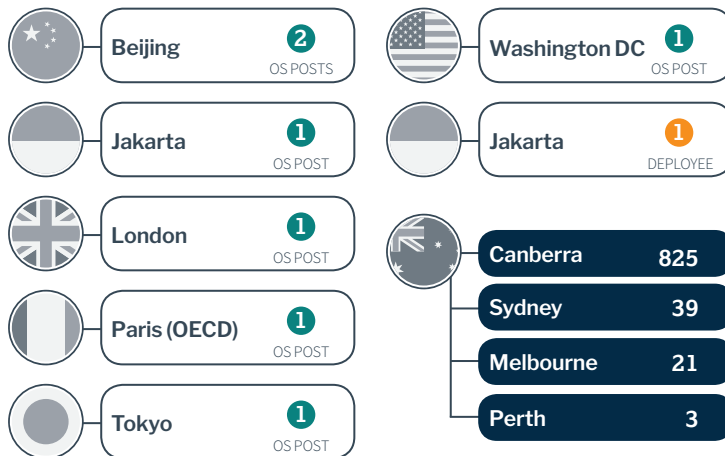 Beijing 2
OS POSTS
Jakarta 1
OS POST
London 1
OS POST
Paris (OECD) 1
OS POST
Tokyo 1
OS POST
Washington DC 1
OS POST
Jakarta 1
DEPLOYEE
Canberra 825
Sydney 39
Melbourne 21
Perth 3